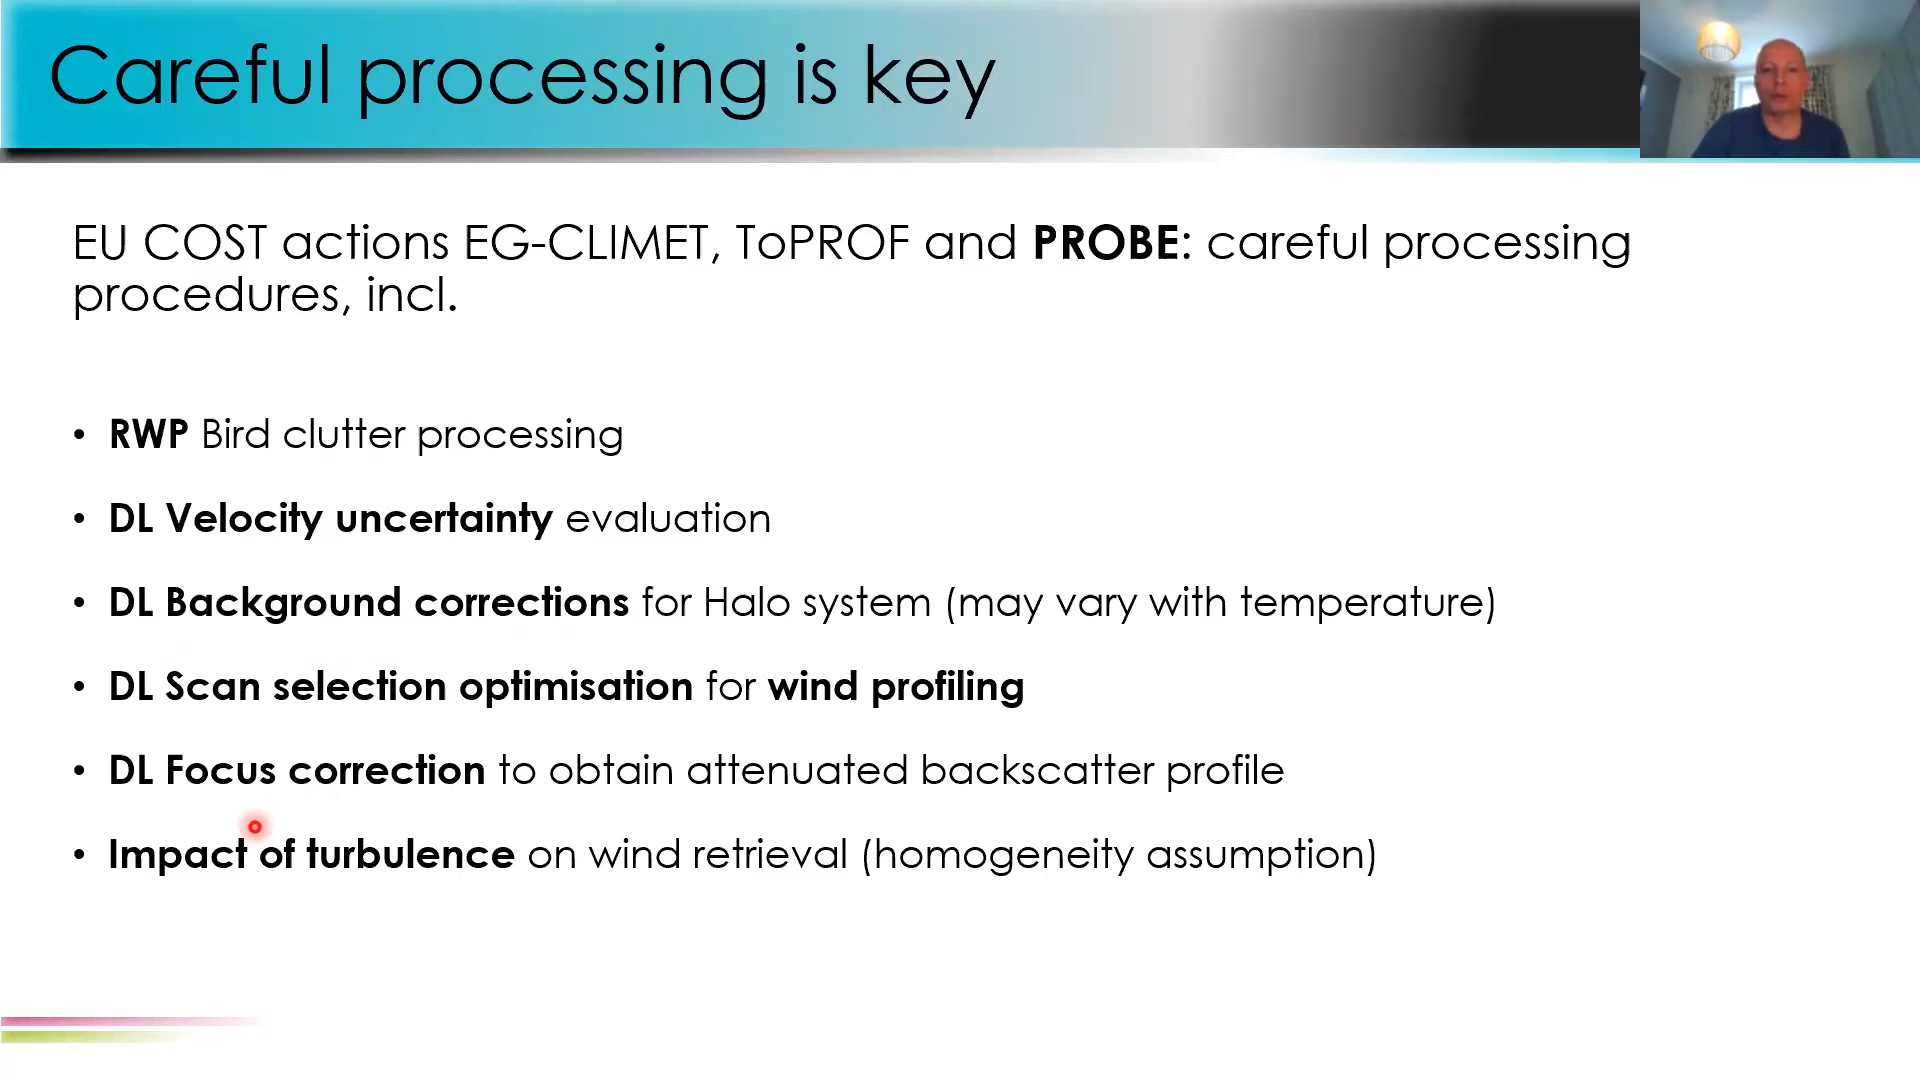 Careful processing is key
EU COST actions EG-CLIMET, ToPROF and PROBE: careful processing
procedures, incl.
• RWP Bird clutter processing
• DL Velocity uncertainty evaluation
• DL Background corrections for Halo system (may vary with temperature)
• DL Scan selection optimisation for wind profiling
• DL Focus correction to obtain attenuated backscatter profile
• Impact of turbulence on wind retrieval (homogeneity assumption)